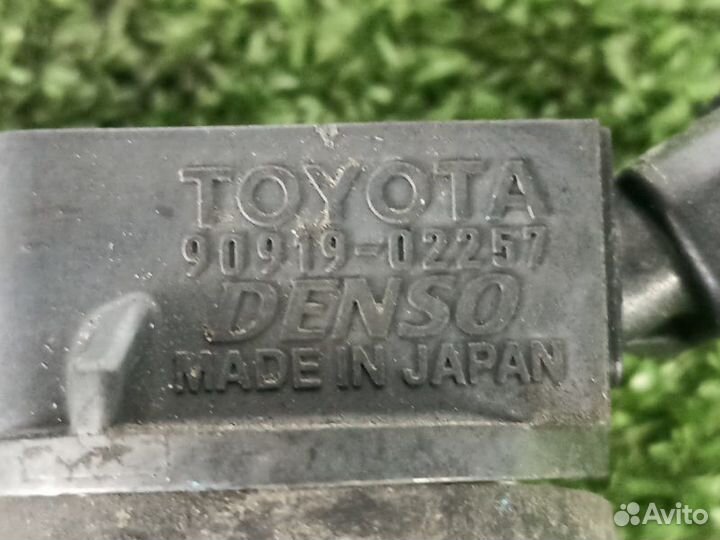 TOYOTA
90919-02257
DENSO
MADE IN JAPAN
Avito